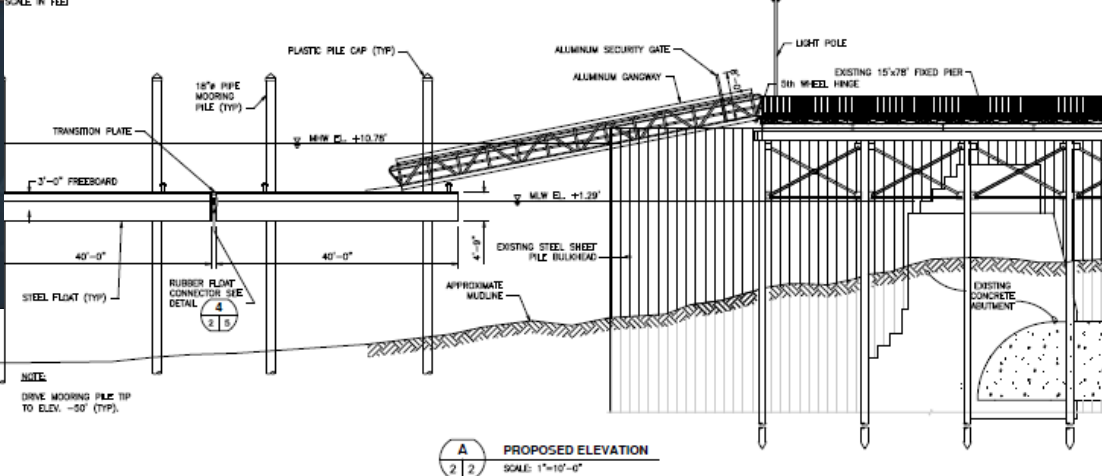 SCALE IN FEET
PLASTIC PILE CAP (TYP)
ALUMINUM SECURITY GATE
LIGHT POLE
18"ø PIPE
MOORING
PILE (TYP)
ALUMINUM GANGWAY
EXISTING 15'x78' FIXED PIER
5th WHEEL HINGE
TRANSITION PLATE
MHW EL. +10.76'
3'-0" FREEBOARD
MLW EL. +1.29'
40'-0"
40'-0"
4'-9"
EXISTING STEEL SHEET
PILE BULKHEAD
STEEL FLOAT (TYP)
RUBBER FLOAT
CONNECTOR SEE
DETAIL
4
2 5
APPROXIMATE
MUDLINE
EXISTING
CONCRETE
ABUTMENT
NOTE:
DRIVE MOORING PILE TIP
TO ELEV. -50' (TYP).
A
2 2
PROPOSED ELEVATION
SCALE: 1"=10'-0"